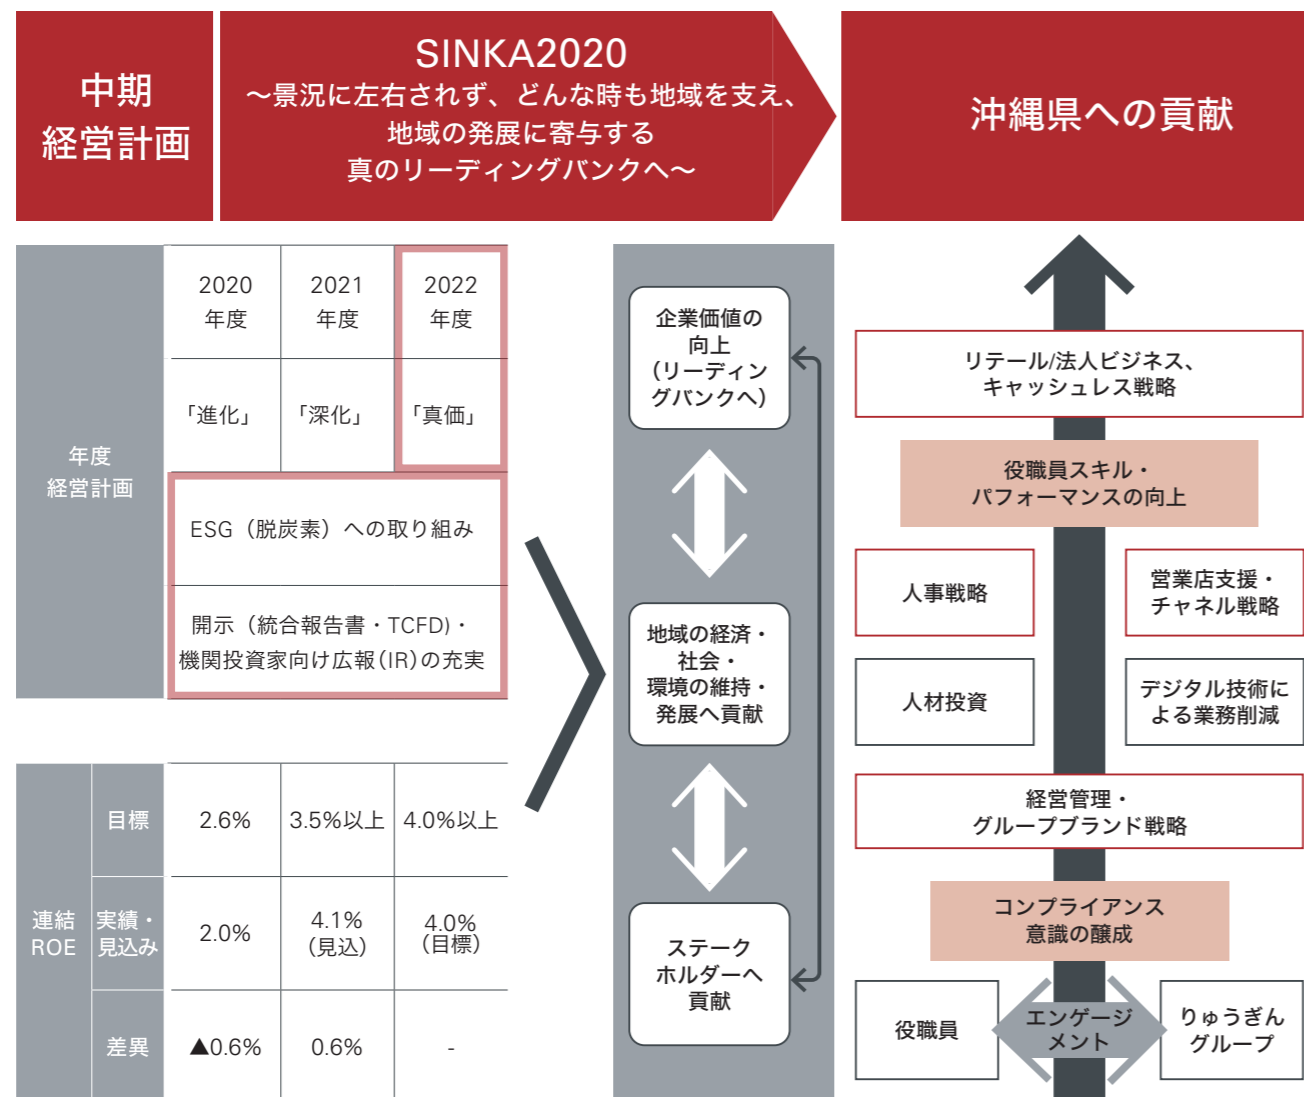 中期
経営計画
SINKA2020
～景況に左右されず、どんな時も地域を支え、
地域の発展に寄与する
真のリーディングバンクへ～
沖縄県への貢献
年度
経営計画
2020
年度
2021
年度
2022
年度
「進化」
「深化」
「真価」
ESG（脱炭素）への取り組み
開示（統合報告書・TCFD)・
機関投資家向け広報(IR)の充実
連結
ROE
目標
2.6%
3.5%以上
4.0%以上
実績・
見込み
2.0%
4.1%
(見込)
4.0%
(目標)
差異
▲0.6%
0.6%
-
企業価値の
向上
（リーディン
グバンクへ）
地域の経済・
社会・
環境の維持・
発展へ貢献
ステーク
ホルダーへ
貢献
リテール/法人ビジネス、
キャッシュレス戦略
役職員スキル・
パフォーマンスの向上
人事戦略
営業店支援・
チャネル戦略
人材投資
デジタル技術に
よる業務削減
経営管理・
グループブランド戦略
コンプライアンス
意識の醸成
役職員
エンゲージ
メント
りゅうぎん
グループ